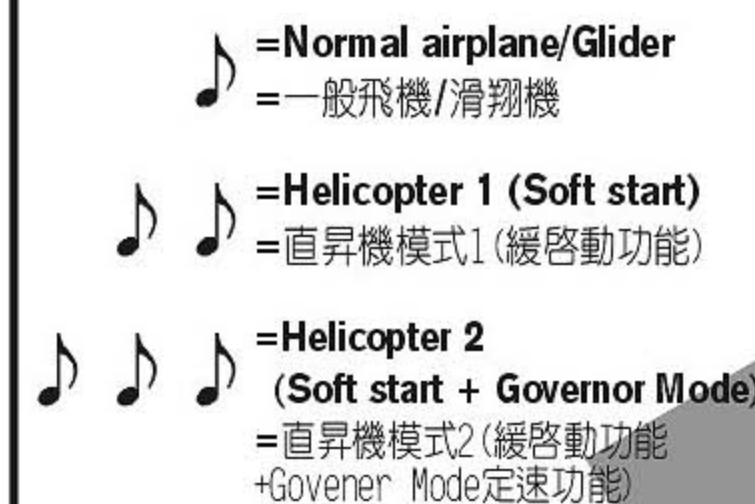 ♪ =Normal airplane/Glider
=一般飛機/滑翔機
♪ ♪ =Helicopter 1 (Soft start)
=直昇機模式1(緩啓動功能)
♪ ♪ ♪ =Helicopter 2
(Soft start + Governor Mode)
=直昇機模式2(緩啓動功能
+Govener Mode定速功能)